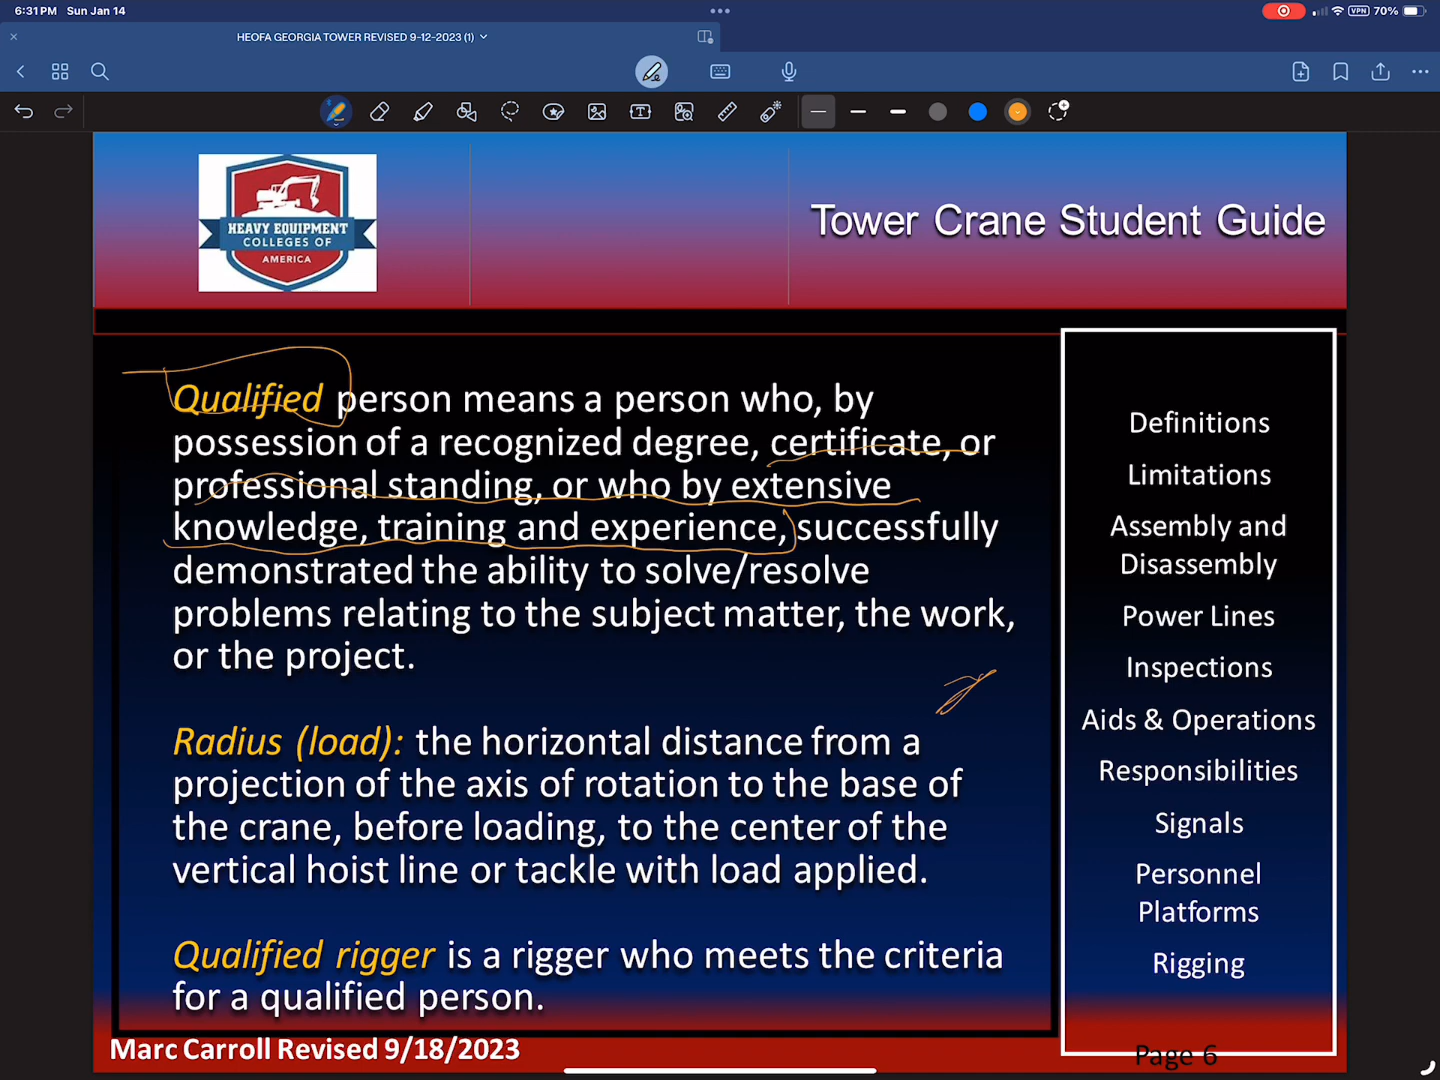 6:31 PM Sun Jan 14
VPN 70%
HEOFA GEORGIA TOWER REVISED 9-12-2023 (1)
HEAVY EQUIPMENT
COLLEGES OF
AMERICA
Tower Crane Student Guide
Qualified person means a person who, by
possession of a recognized degree, certificate, or
professional standing, or who by extensive
knowledge, training and experience, successfully
demonstrated the ability to solve/resolve
problems relating to the subject matter, the work,
or the project.
Radius (load): the horizontal distance from a
projection of the axis of rotation to the base of
the crane, before loading, to the center of the
vertical hoist line or tackle with load applied.
Qualified rigger is a rigger who meets the criteria
for a qualified person.
Definitions
Limitations
Assembly and
Disassembly
Power Lines
Inspections
Aids & Operations
Responsibilities
Signals
Personnel
Platforms
Rigging
Marc Carroll Revised 9/18/2023
Page 6